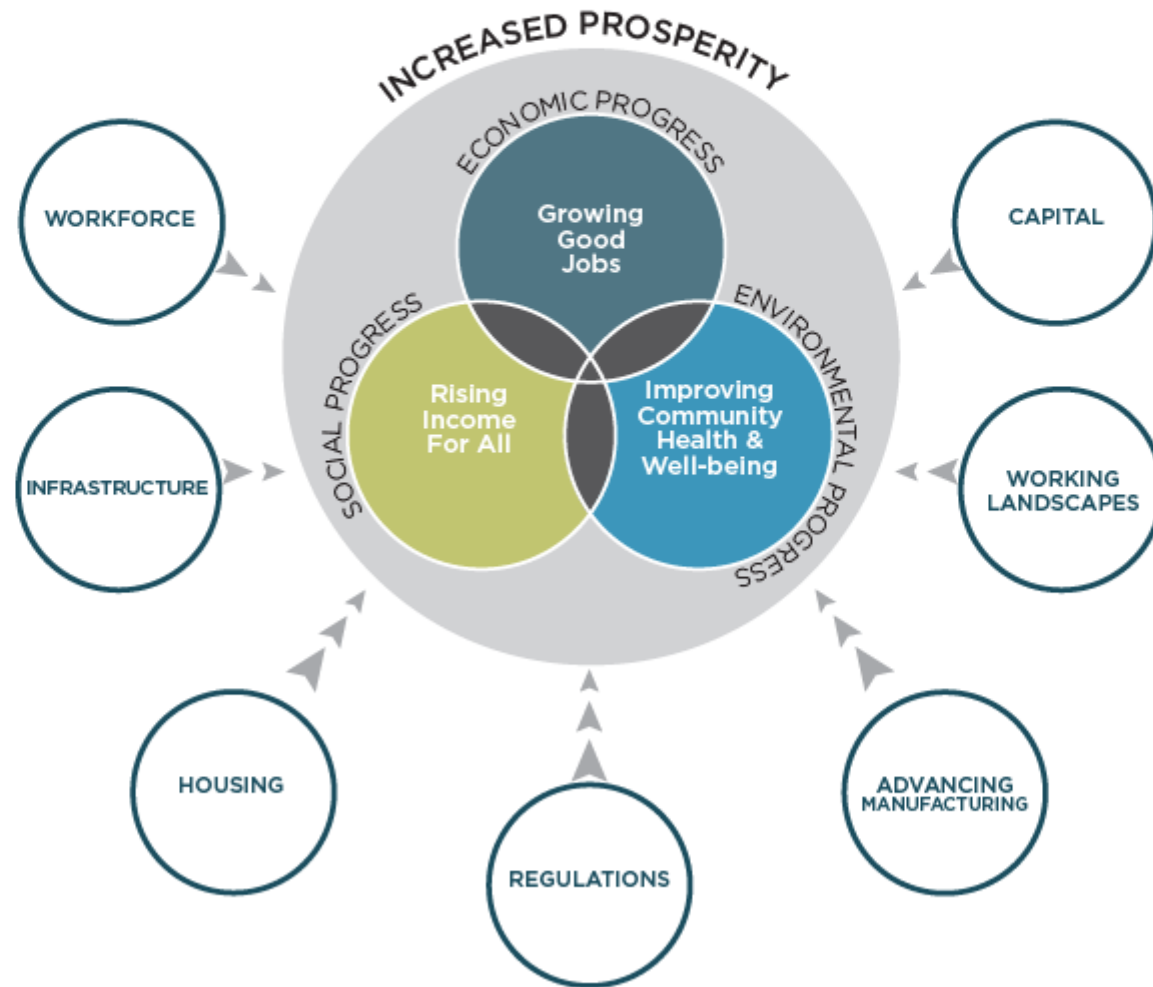 INCREASED PROSPERITY
ECONOMIC PROGRESS
Growing
Good
Jobs
SOCIAL PROGRESS
Rising
Income
For All
ENVIRONMENTAL PROGRESS
Improving
Community
Health &
Well-being
WORKFORCE
CAPITAL
INFRASTRUCTURE
WORKING
LANDSCAPES
HOUSING
ADVANCING
MANUFACTURING
REGULATIONS